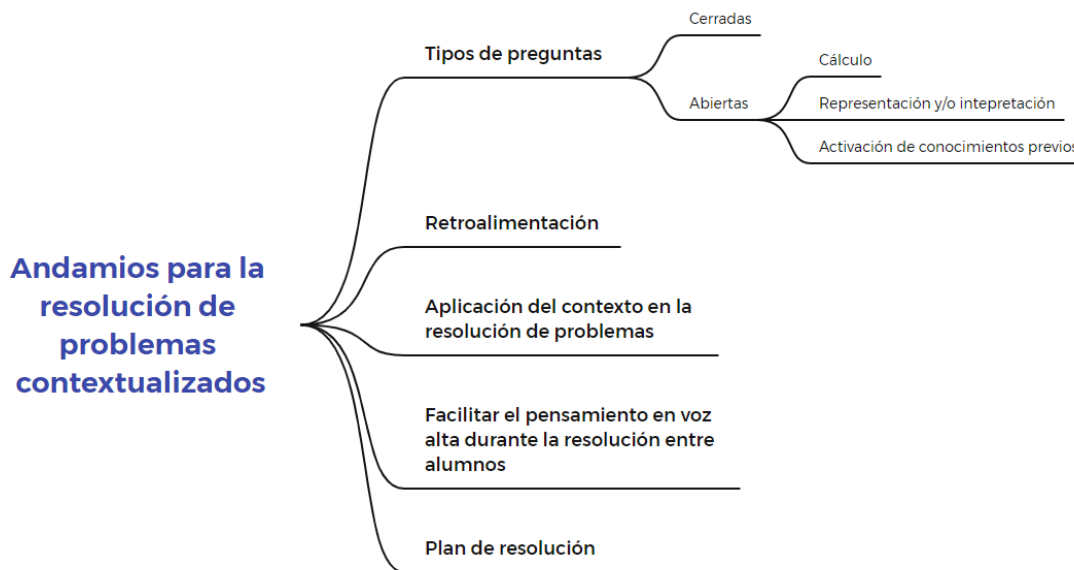 Andamios para la
resolución de
problemas
contextualizados
Tipos de preguntas
Cerradas
Abiertas
Cálculo
Representación y/o intepretación
Activación de conocimientos previos
Retroalimentación
Aplicación del contexto en la
resolución de problemas
Facilitar el pensamiento en voz
alta durante la resolución entre
alumnos
Plan de resolución